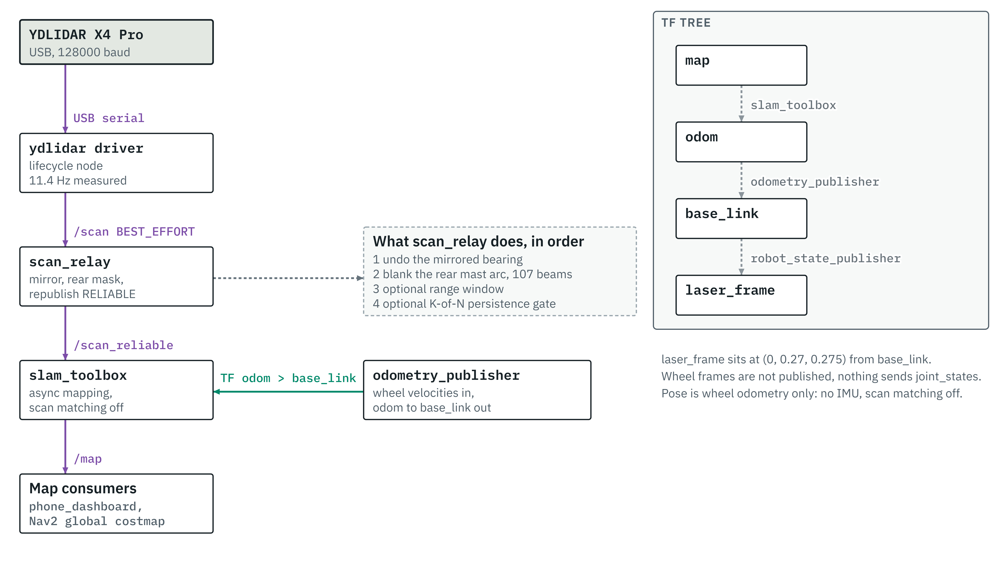 YDLIDAR X4 Pro
USB, 128000 baud
USB serial
ydlidar driver
lifecycle node
11.4 Hz measured
/scan BEST_EFFORT
scan_relay
mirror, rear mask,
republish RELIABLE
What scan_relay does, in order
1 undo the mirrored bearing
2 blank the rear mast arc, 107 beams
3 optional range window
4 optional K-of-N persistence gate
/scan_reliable
slam_toolbox
async mapping,
scan matching off
TF odom > base_link
odometry_publisher
wheel velocities in,
odom to base_link out
/map
Map consumers
phone_dashboard,
Nav2 global costmap
TF TREE
map
slam_toolbox
odom
odometry_publisher
base_link
robot_state_publisher
laser_frame
laser_frame sits at (0, 0.27, 0.275) from base_link.
Wheel frames are not published, nothing sends joint_states.
Pose is wheel odometry only: no IMU, scan matching off.